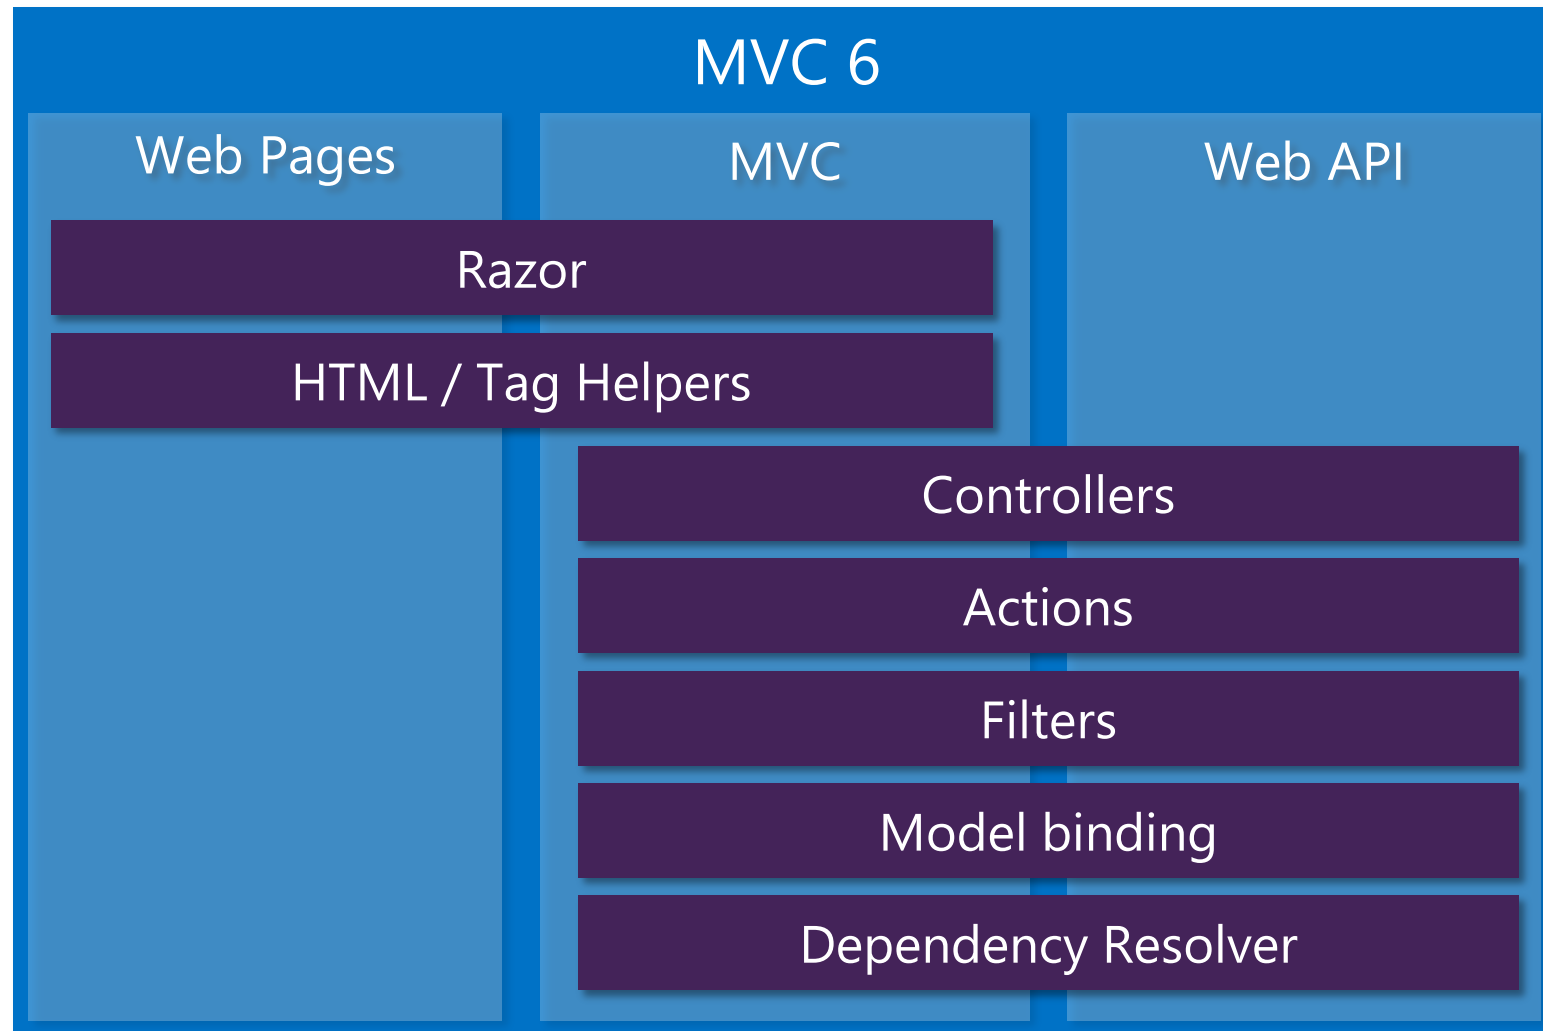 MVC 6
Web Pages
MVC
Web API
Razor
HTML / Tag Helpers
Controllers
Actions
Filters
Model binding
Dependency Resolver